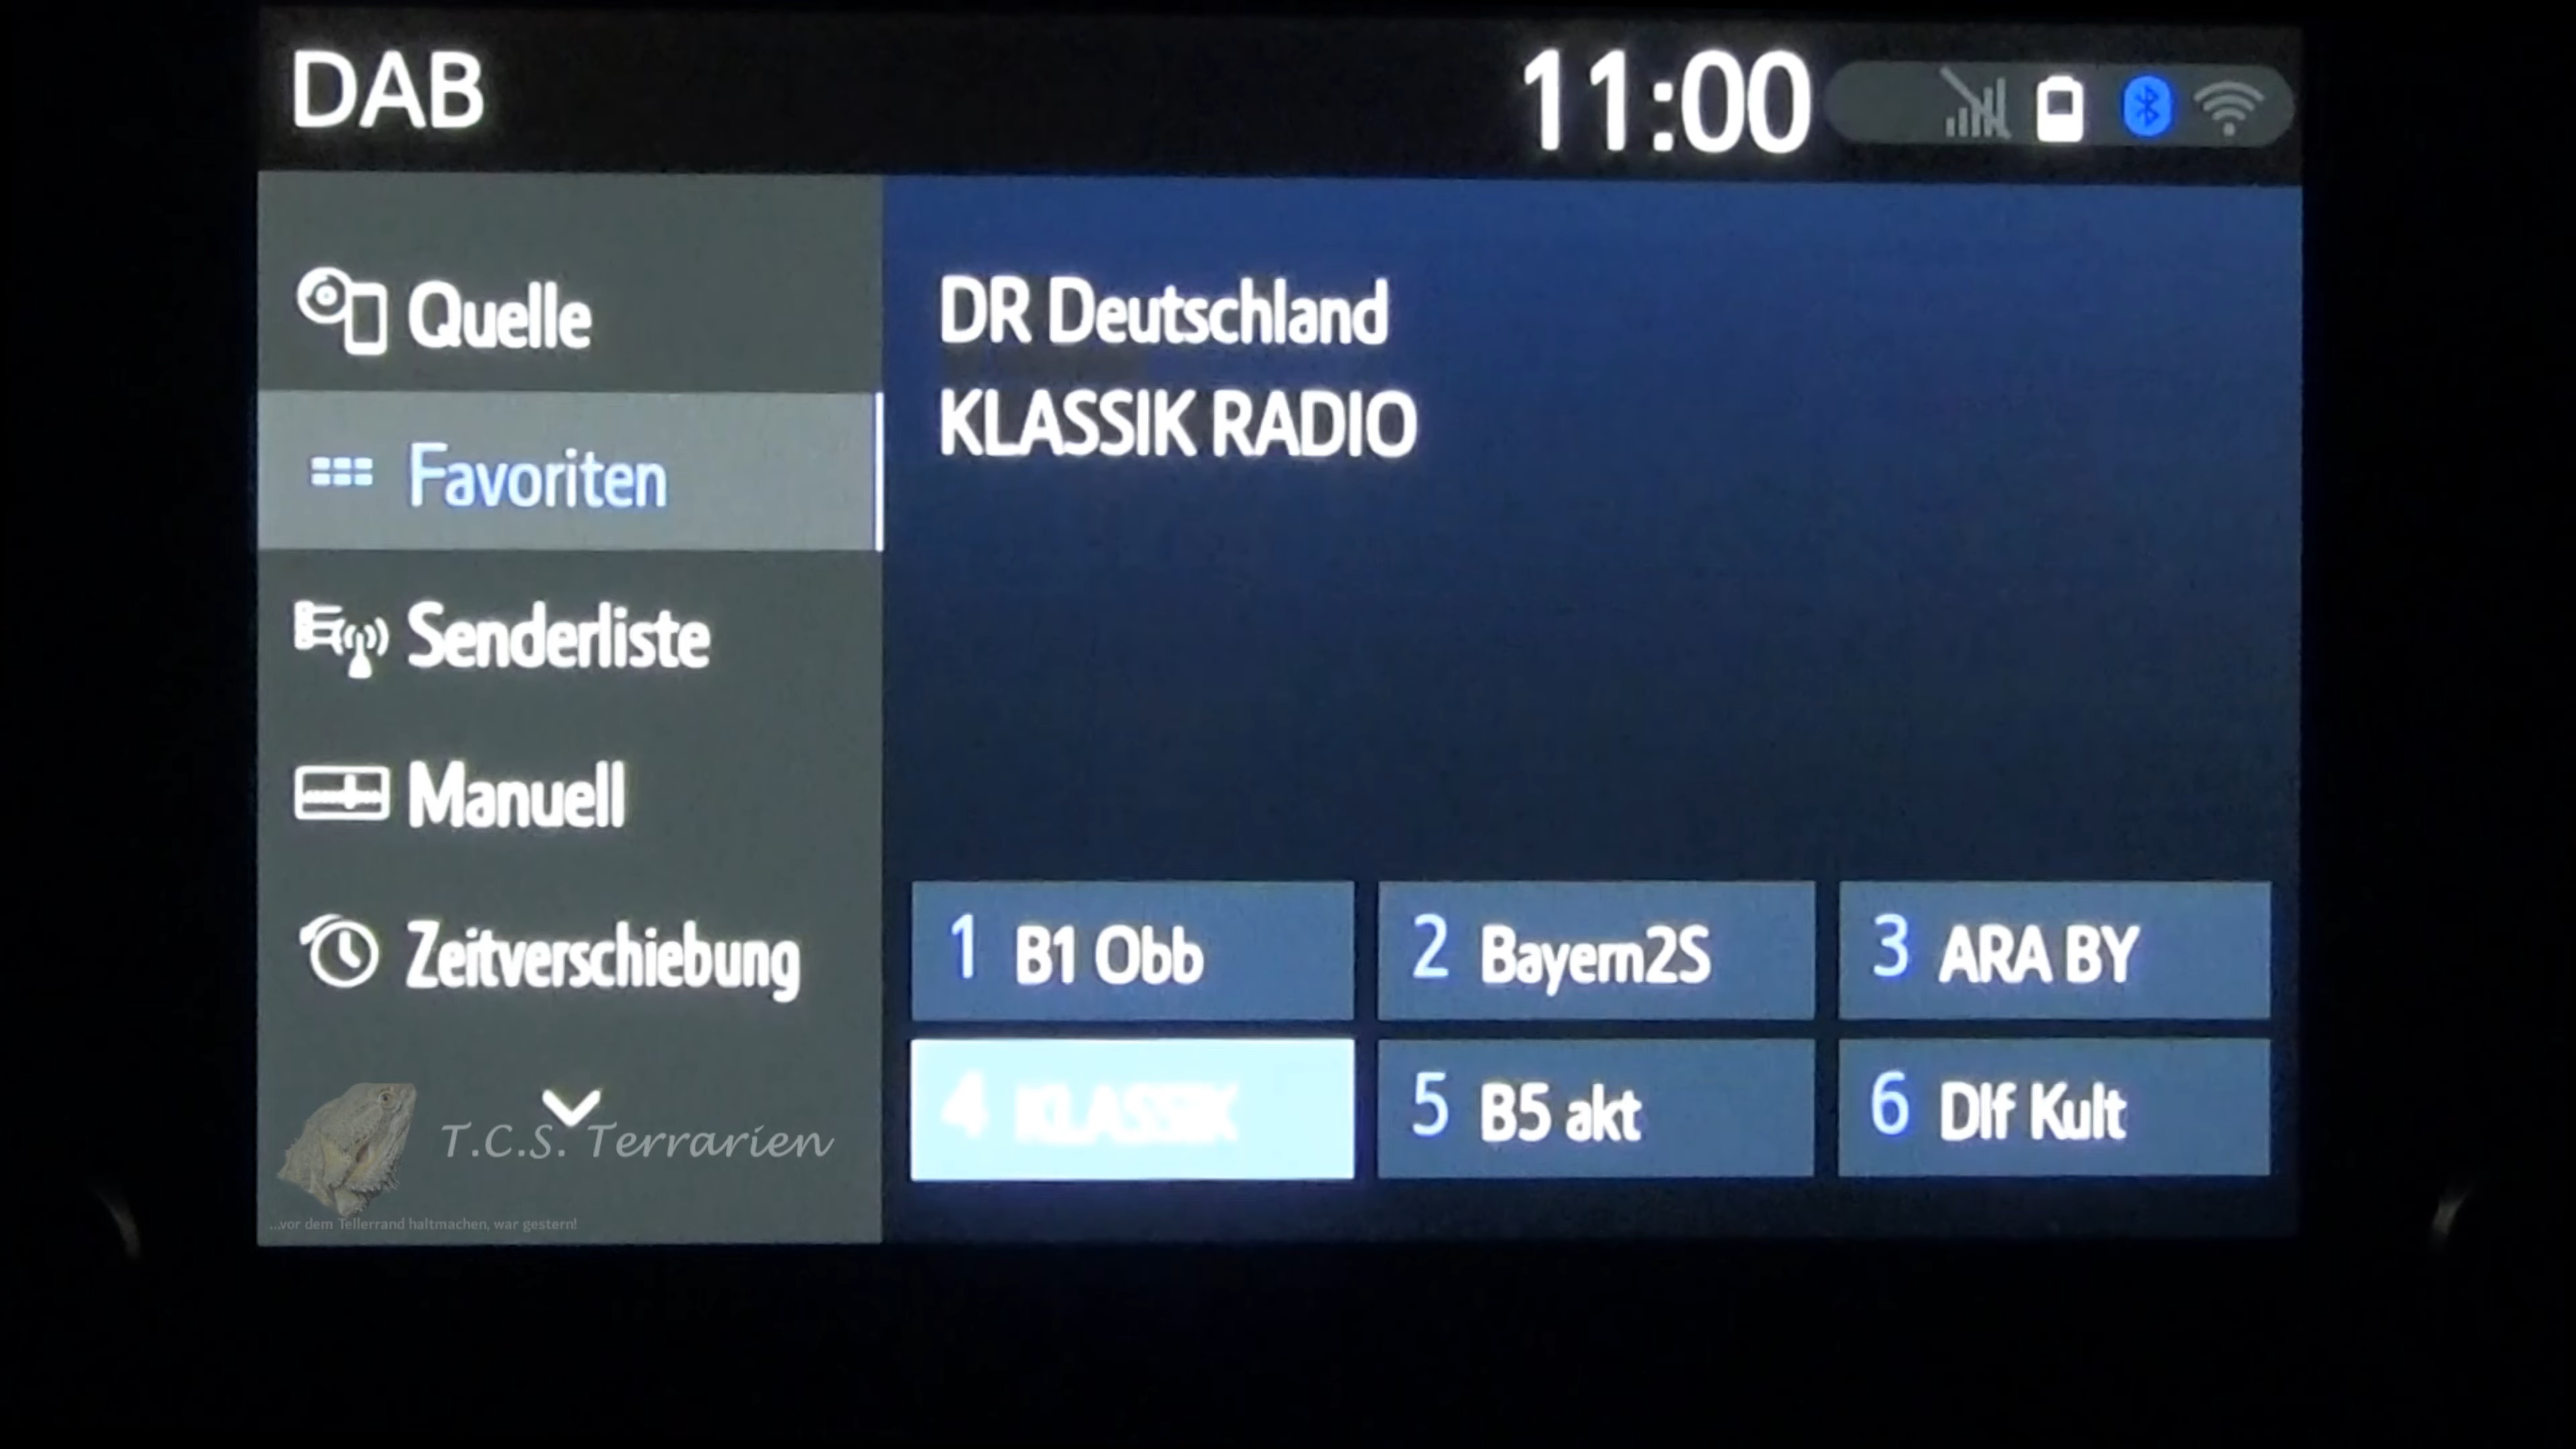 DAB
11:00
Quelle
Favoriten
Senderliste
Manuell
Zeitverschiebung
DR Deutschland
KLASSIK RADIO
1 B1 Obb
2 Bayern2S
3 ARA BY
4 KLASSIK
5 B5 akt
6 Dlf Kult
T.C.S. Terrarien
...vor dem Tellerrand haltmachen, war gestern!